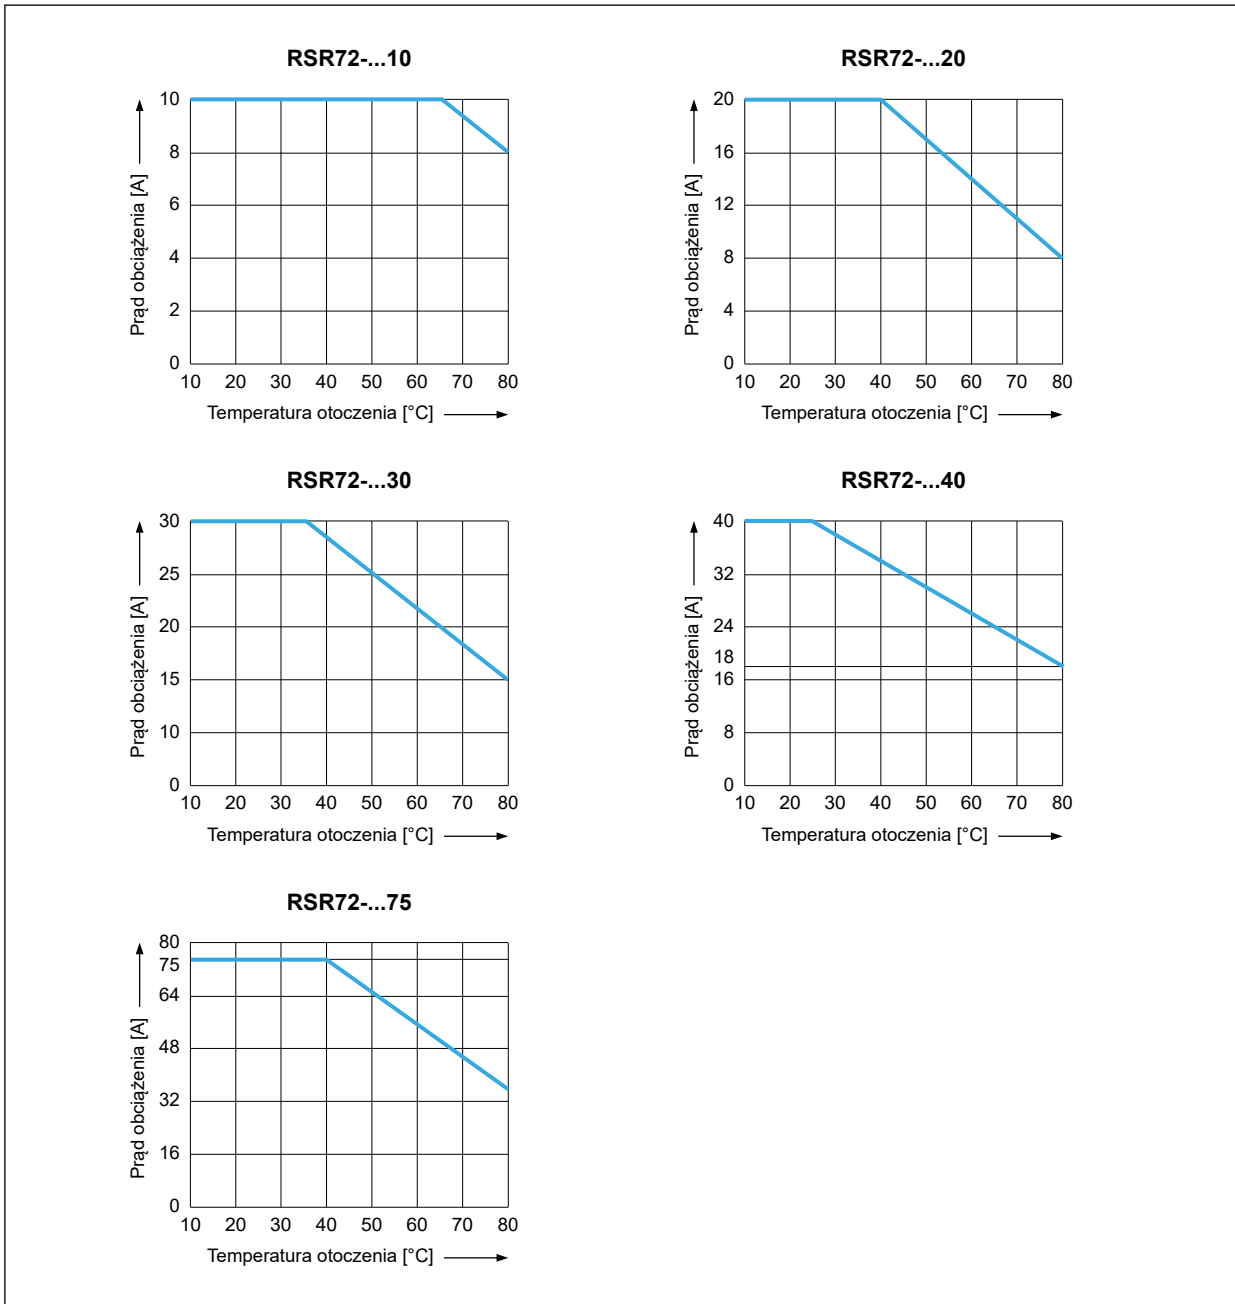 RSR72-...10
Prąd obciążenia [A]
10
8
6
4
2
0
10 20 30 40 50 60 70 80
Temperatura otoczenia [°C]
RSR72-...20
Prąd obciążenia [A]
20
16
12
8
4
0
10 20 30 40 50 60 70 80
Temperatura otoczenia [°C]
RSR72-...30
Prąd obciążenia [A]
30
25
20
15
10
0
10 20 30 40 50 60 70 80
Temperatura otoczenia [°C]
RSR72-...40
Prąd obciążenia [A]
40
32
24
18
16
8
0
10 20 30 40 50 60 70 80
Temperatura otoczenia [°C]
RSR72-...75
Prąd obciążenia [A]
80
75
64
48
32
16
0
10 20 30 40 50 60 70 80
Temperatura otoczenia [°C]